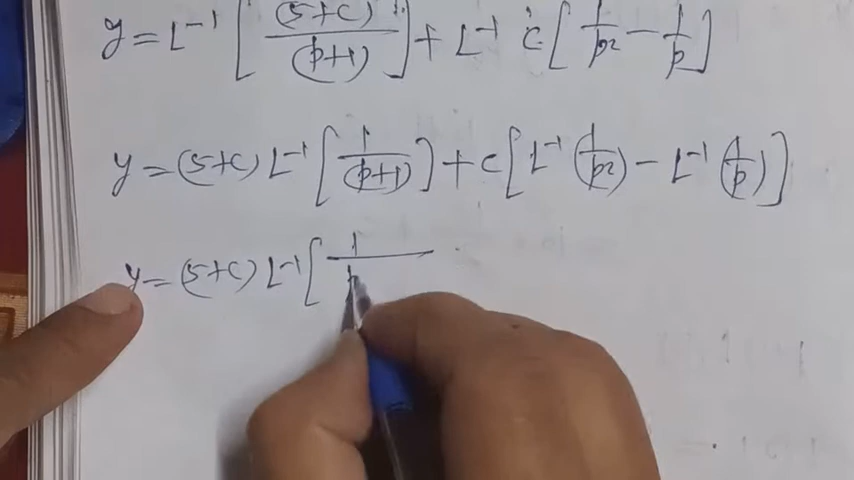 y = L⁻¹ [ (5+c) / (p+1) ] + L⁻¹ c [ 1/p² − 1/p ]
y = (5+c) L⁻¹ [ 1/(p+1) ] + c [ L⁻¹ (1/p²) − L⁻¹ (1/p) ]
y = (5+c) L⁻¹ [ 1/p